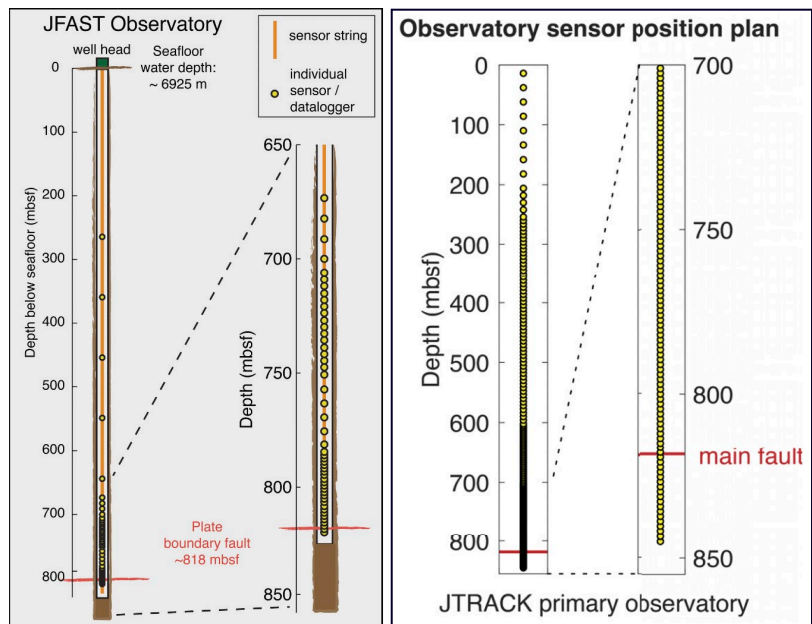 JFAST Observatory
well head
Seafloor
water depth:
~ 6925 m
sensor string
individual
sensor /
datalogger
0
100
200
300
400
500
600
700
800
Depth below seafloor (mbsf)
650
700
750
800
850
Depth (mbsf)
Plate
boundary fault
~818 mbsf
Observatory sensor position plan
0
100
200
300
400
500
600
700
800
Depth (mbsf)
700
750
800
850
main fault
JTRACK primary observatory